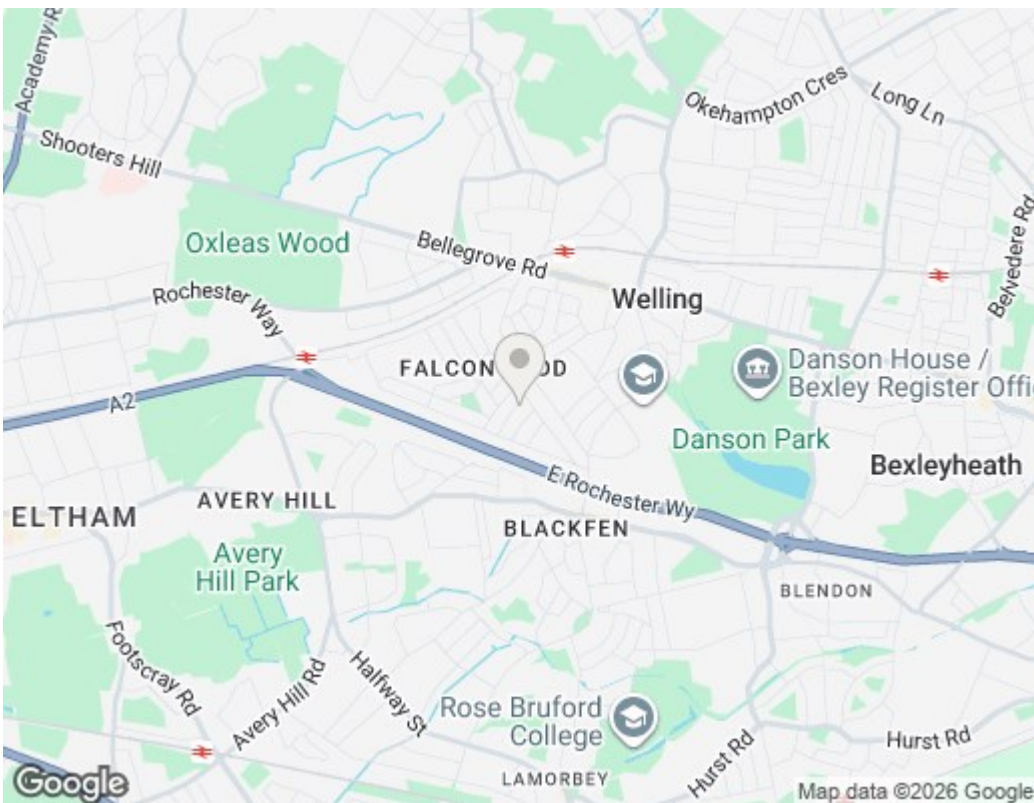 Academy R
Okehampton Cres
Long Ln
Shooters Hill
Belvedere Rd
Oxleas Wood
Bellegrove Rd
Rochester
Way
Welling
FALCON OD
Danson House /
Bexley Register Offi
A2
Danson Park
Bexleyheath
E Rochester Wy
AVERY HILL
ELTHAM
BLACKFEN
Avery
Hill Park
BLENDON
Footscray Rd
Avery Hill Rd
Halfway St
Rose Bruford
College
Hurst Rd
Hurst Rd
LAMORBEY
Google
Map data ©2026 Google